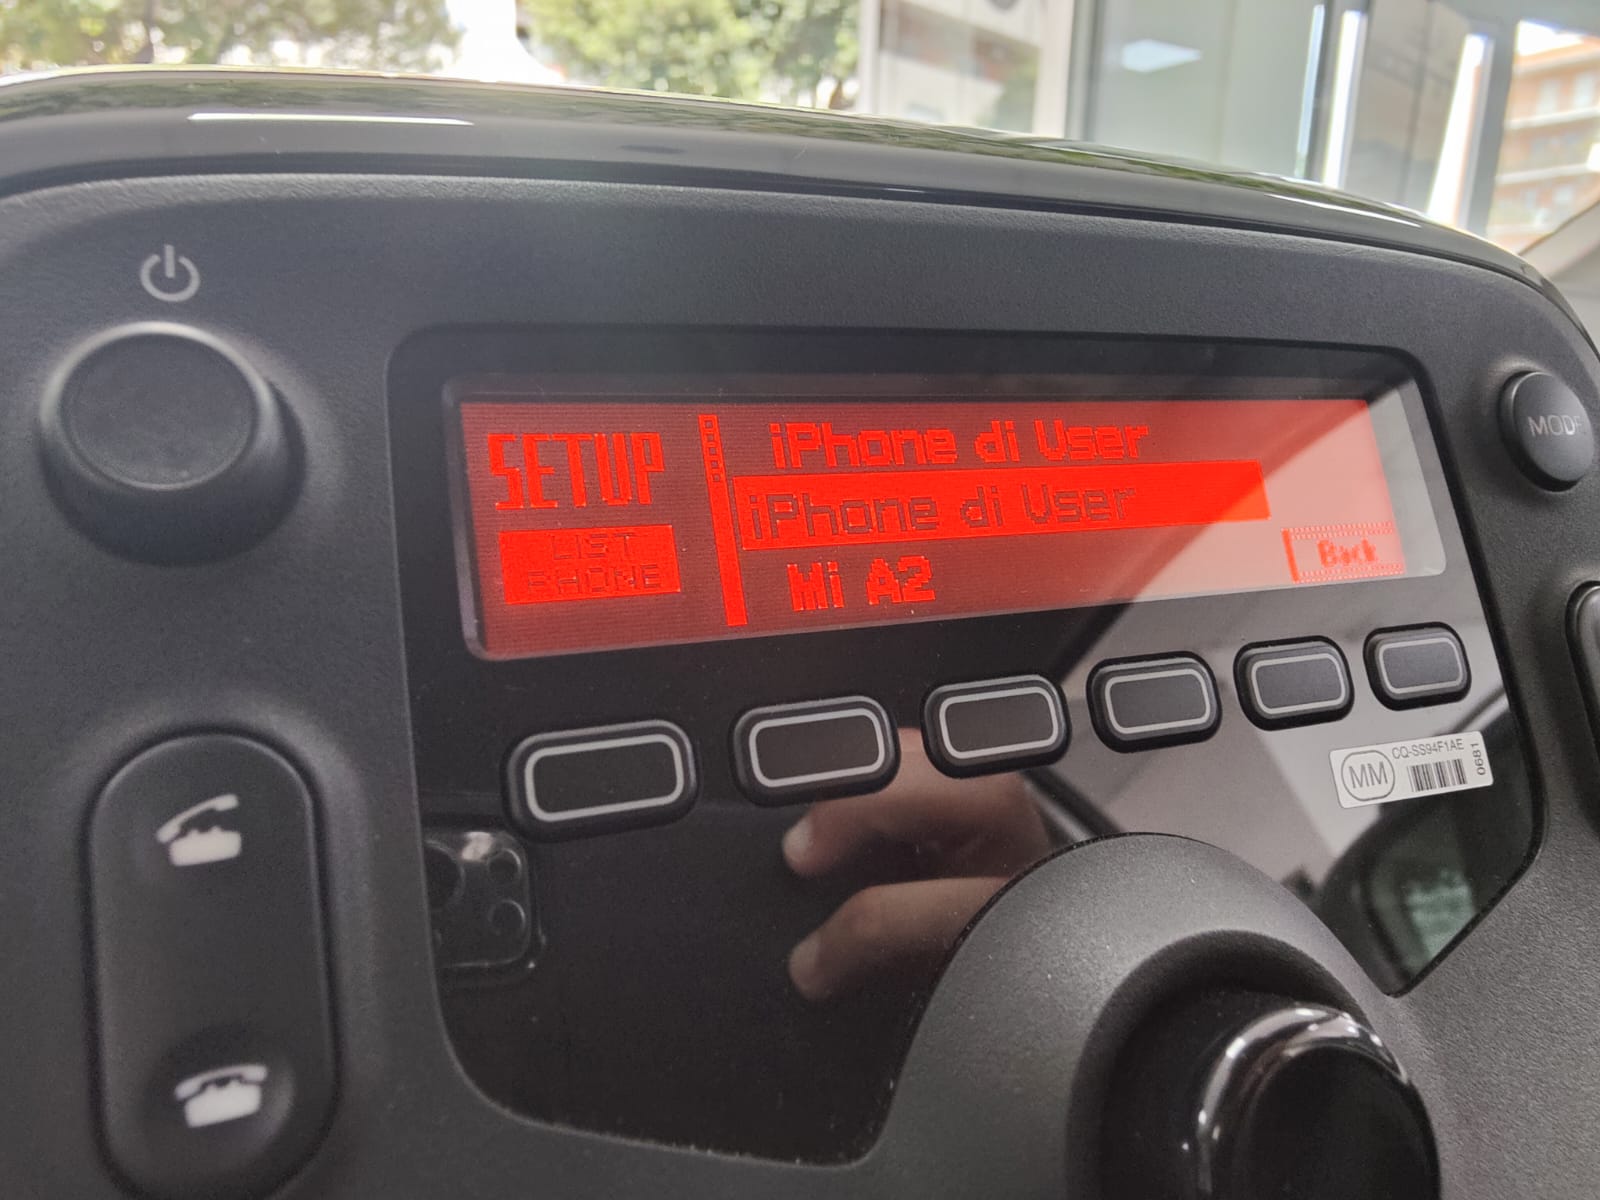 SETUP
LIST
PHONE
iPhone di User
iPhone di User
Mi A2
Back
MODE
MM
CQ-SS94F1AE
0681